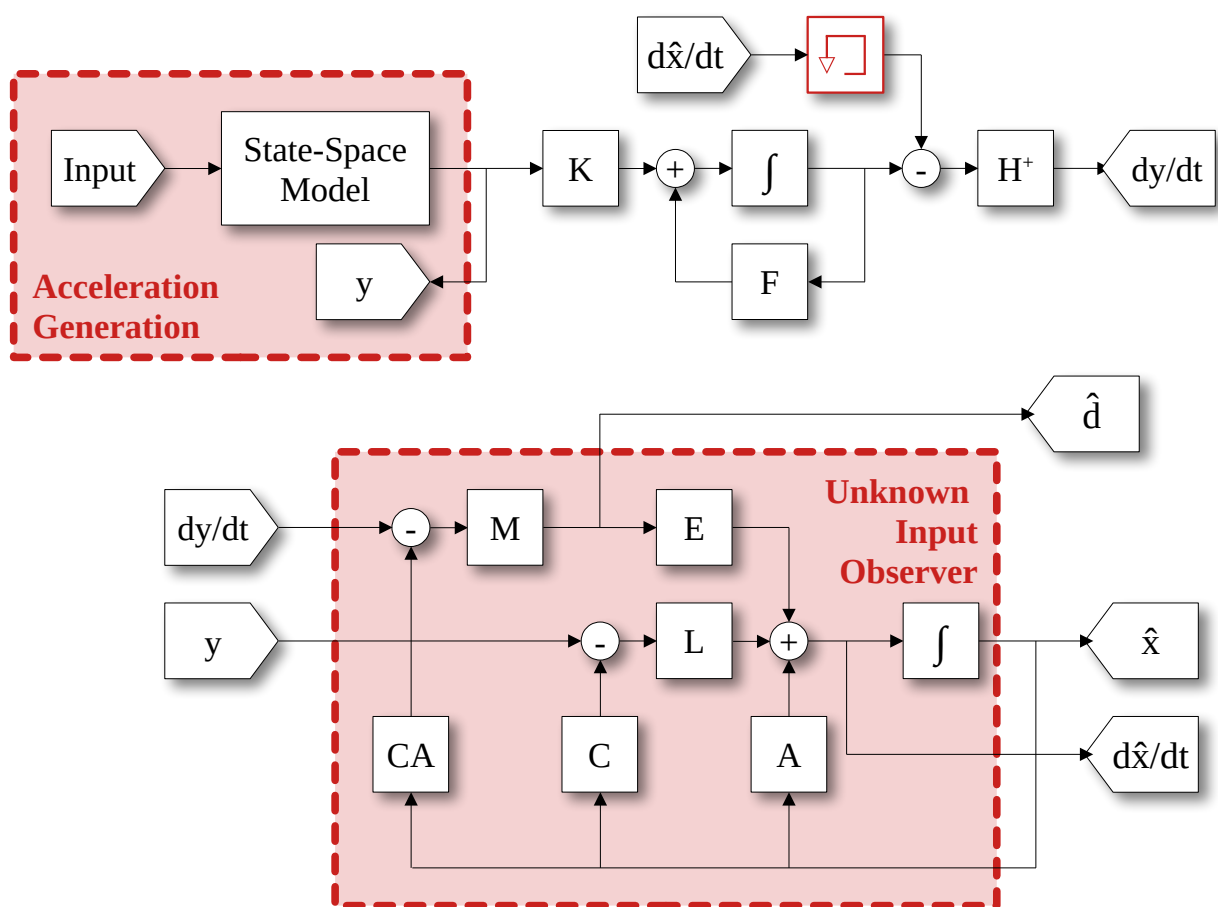 dx̂/dt
Input
State-Space
Model
K
+
∫
-
H⁺
dy/dt
y
F
Acceleration
Generation
d̂
Unknown
Input
Observer
dy/dt
-
M
E
y
-
L
+
∫
x̂
CA
C
A
dx̂/dt